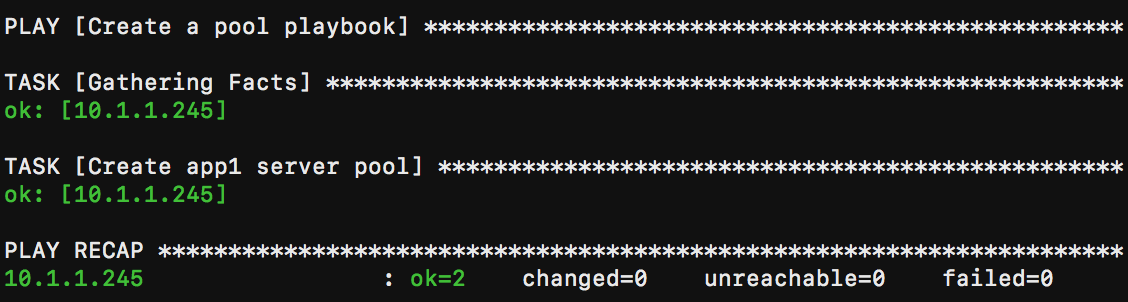 PLAY [Create a pool playbook] **************************************************
TASK [Gathering Facts] *********************************************************
ok: [10.1.1.245]
TASK [Create app1 server pool] *************************************************
ok: [10.1.1.245]
PLAY RECAP *********************************************************************
10.1.1.245                 : ok=2    changed=0    unreachable=0    failed=0